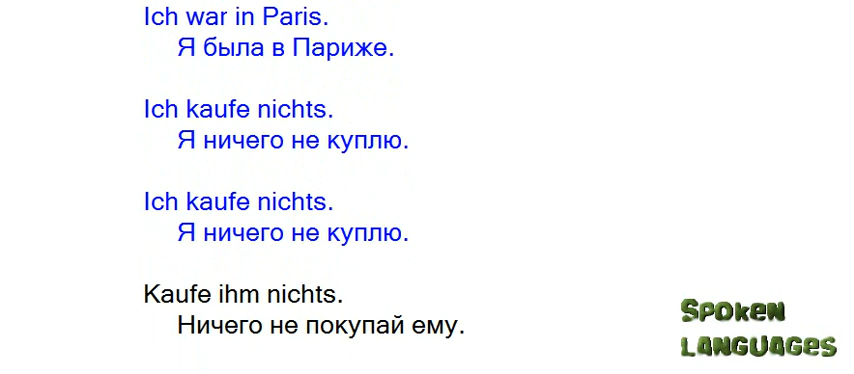 Ich war in Paris.
Я была в Париже.
Ich kaufe nichts.
Я ничего не куплю.
Ich kaufe nichts.
Я ничего не куплю.
Kaufe ihm nichts.
Ничего не покупай ему.
Spoken
Languages